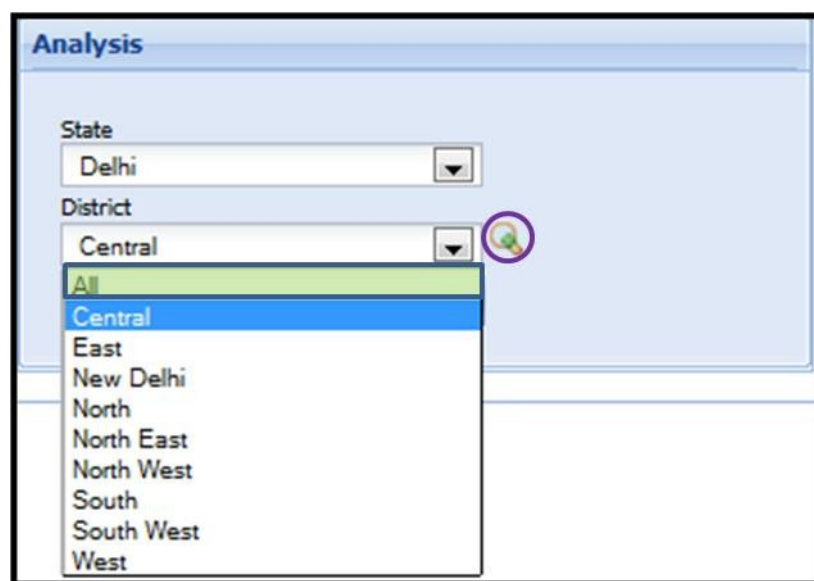 Analysis
State
Delhi
District
Central
All
Central
East
New Delhi
North
North East
North West
South
South West
West